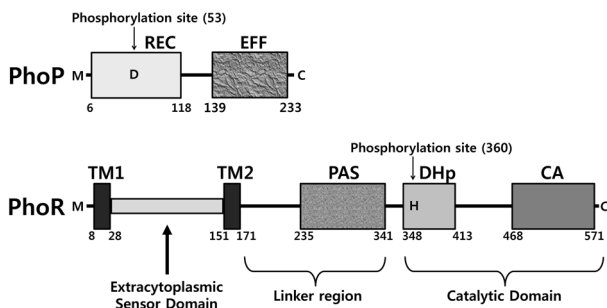 Phosphorylation site (53)
REC EFF
PhoP M D C
6 118 139 233
Phosphorylation site (360)
TM1 TM2 PAS DHp CA
PhoR M H C
8 28 151 171 235 341 348 413 468 571
Extracytoplasmic
Sensor Domain
Linker region
Catalytic Domain